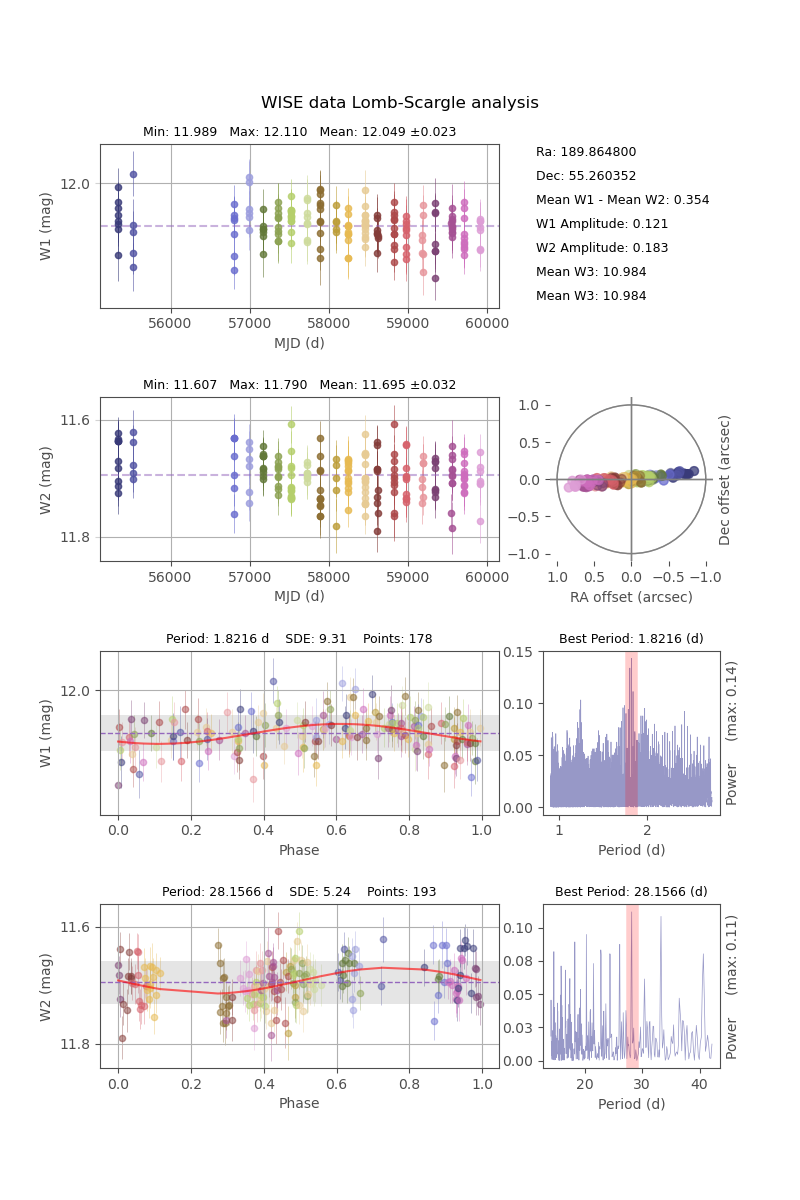 WISE data Lomb-Scargle analysis
Min: 11.989   Max: 12.110   Mean: 12.049 ±0.023
12.0
W1 (mag)
56000 57000 58000 59000 60000
MJD (d)
Ra: 189.864800
Dec: 55.260352
Mean W1 - Mean W2: 0.354
W1 Amplitude: 0.121
W2 Amplitude: 0.183
Mean W3: 10.984
Mean W3: 10.984
Min: 11.607   Max: 11.790   Mean: 11.695 ±0.032
11.6
11.8
W2 (mag)
56000 57000 58000 59000 60000
MJD (d)
1.0
0.5
0.0
−0.5
−1.0
1.0 0.5 0.0 −0.5 −1.0
RA offset (arcsec)
Dec offset (arcsec)
Period: 1.8216 d    SDE: 9.31    Points: 178
12.0
W1 (mag)
0.0 0.2 0.4 0.6 0.8 1.0
Phase
Best Period: 1.8216 (d)
0.15
0.10
0.05
0.00
1 2
Period (d)
Power    (max: 0.14)
Period: 28.1566 d    SDE: 5.24    Points: 193
11.6
11.8
W2 (mag)
0.0 0.2 0.4 0.6 0.8 1.0
Phase
Best Period: 28.1566 (d)
0.10
0.08
0.05
0.03
0.00
20 30 40
Period (d)
Power    (max: 0.11)